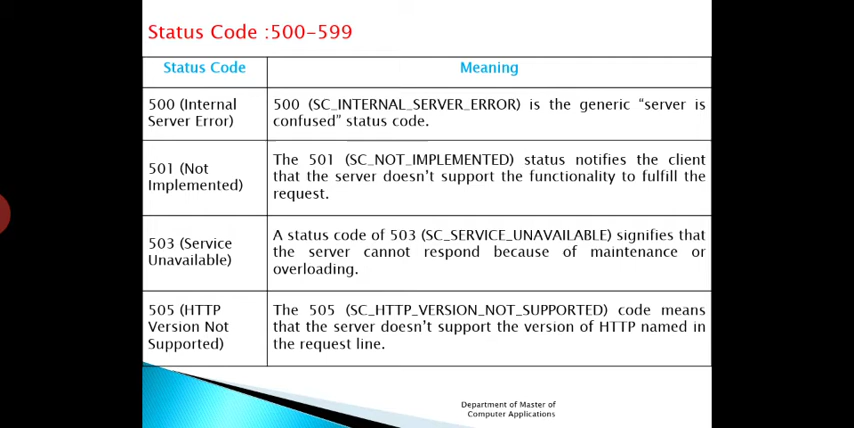 Status Code :500-599
Status Code
Meaning
500 (Internal
Server Error)
500 (SC_INTERNAL_SERVER_ERROR) is the generic “server is
confused” status code.
501 (Not
Implemented)
The 501 (SC_NOT_IMPLEMENTED) status notifies the client
that the server doesn’t support the functionality to fulfill the
request.
503 (Service
Unavailable)
A status code of 503 (SC_SERVICE_UNAVAILABLE) signifies that
the server cannot respond because of maintenance or
overloading.
505 (HTTP
Version Not
Supported)
The 505 (SC_HTTP_VERSION_NOT_SUPPORTED) code means
that the server doesn’t support the version of HTTP named in
the request line.
Department of Master of
Computer Applications